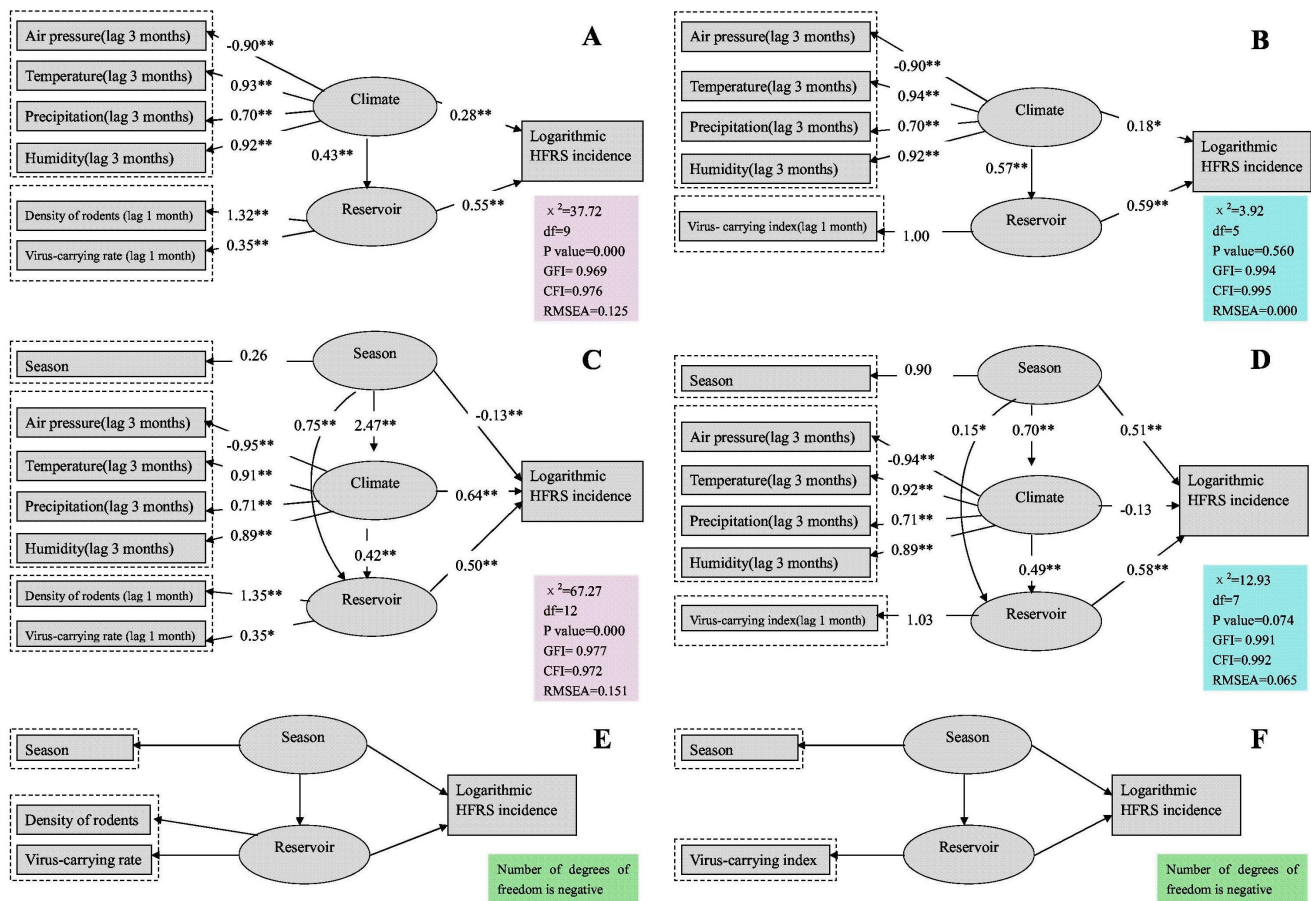 A
Air pressure(lag 3 months)
Temperature(lag 3 months)
Precipitation(lag 3 months)
Humidity(lag 3 months)
Density of rodents (lag 1 month)
Virus-carrying rate (lag 1 month)
-0.90**
0.93**
0.70**
0.92**
1.32**
0.35**
Climate
0.43**
Reservoir
0.28**
0.55**
Logarithmic
HFRS incidence
χ²=37.72
df=9
P value=0.000
GFI= 0.969
CFI=0.976
RMSEA=0.125
B
Air pressure(lag 3 months)
Temperature(lag 3 months)
Precipitation(lag 3 months)
Humidity(lag 3 months)
Virus- carrying index(lag 1 month)
-0.90**
0.94**
0.70**
0.92**
1.00
Climate
0.57**
Reservoir
0.18*
0.59**
Logarithmic
HFRS incidence
χ²=3.92
df=5
P value=0.560
GFI= 0.994
CFI=0.995
RMSEA=0.000
C
Season
Air pressure(lag 3 months)
Temperature(lag 3 months)
Precipitation(lag 3 months)
Humidity(lag 3 months)
Density of rodents (lag 1 month)
Virus-carrying rate (lag 1 month)
0.26
-0.95**
0.91**
0.71**
0.89**
1.35**
0.35*
Season
0.75**
2.47**
Climate
0.42**
Reservoir
-0.13**
0.64**
0.50**
Logarithmic
HFRS incidence
χ²=67.27
df=12
P value=0.000
GFI=0.977
CFI=0.972
RMSEA=0.151
D
Season
Air pressure(lag 3 months)
Temperature(lag 3 months)
Precipitation(lag 3 months)
Humidity(lag 3 months)
Virus-carrying index(lag 1 month)
0.90
-0.94**
0.92**
0.71**
0.89**
1.03
Season
0.15*
0.70**
Climate
0.49**
Reservoir
0.51**
-0.13
0.58**
Logarithmic
HFRS incidence
χ²=12.93
df=7
P value=0.074
GFI=0.991
CFI=0.992
RMSEA=0.065
E
Season
Density of rodents
Virus-carrying rate
Season
Reservoir
Logarithmic
HFRS incidence
Number of degrees of
freedom is negative
F
Season
Virus-carrying index
Season
Reservoir
Logarithmic
HFRS incidence
Number of degrees of
freedom is negative